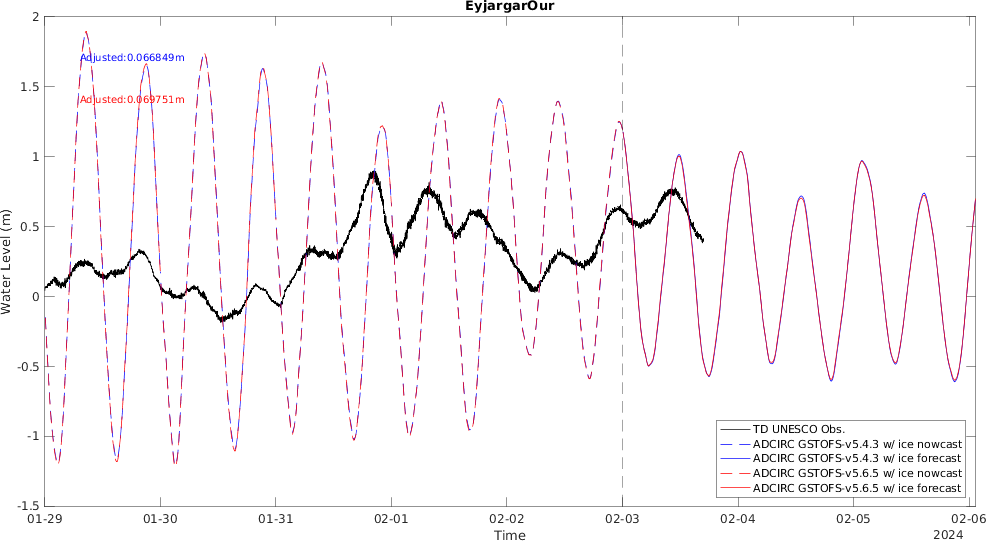 EyjargarOur
2
1.5
1
0.5
0
-0.5
-1
-1.5
Water Level (m)
Adjusted:0.066849m
Adjusted:0.069751m
TD UNESCO Obs.
ADCIRC GSTOFS-v5.4.3 w/ ice nowcast
ADCIRC GSTOFS-v5.4.3 w/ ice forecast
ADCIRC GSTOFS-v5.6.5 w/ ice nowcast
ADCIRC GSTOFS-v5.6.5 w/ ice forecast
01-29 01-30 01-31 02-01 02-02 02-03 02-04 02-05 02-06
Time
2024